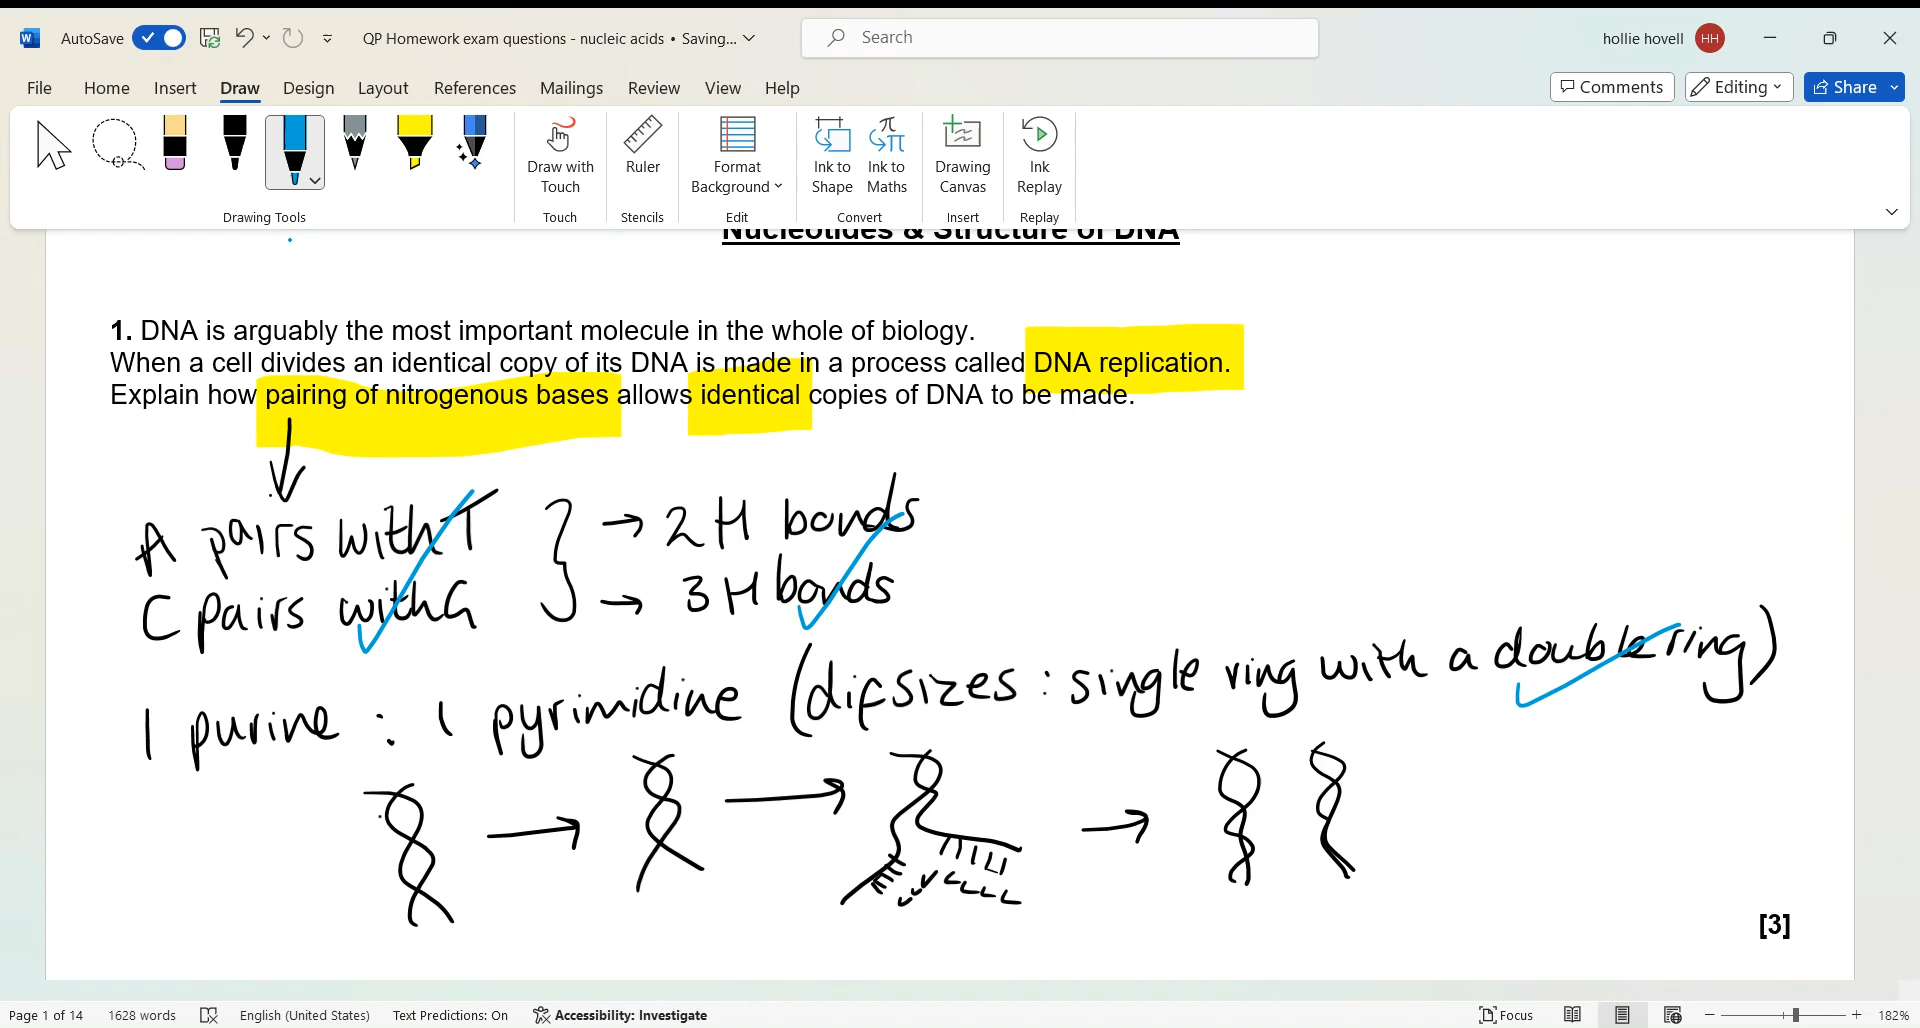 AutoSave
QP Homework exam questions - nucleic acids • Saving...
Search
hollie hovell
HH
File Home Insert Draw Design Layout References Mailings Review View Help
Comments
Editing
Share
Draw with Touch
Ruler
Format Background
Ink to Shape
Ink to Maths
Drawing Canvas
Ink Replay
Drawing Tools
Touch
Stencils
Edit
Convert
Insert
Replay
Nucleotides & Structure of DNA
1. DNA is arguably the most important molecule in the whole of biology.
When a cell divides an identical copy of its DNA is made in a process called DNA replication.
Explain how pairing of nitrogenous bases allows identical copies of DNA to be made.
A pairs with T } → 2 H bonds
C pairs with G → 3 H bonds
1 purine : 1 pyrimidine (dif sizes : single ring with a double ring)
[3]
Page 1 of 14
1628 words
English (United States)
Text Predictions: On
Accessibility: Investigate
Focus
182%